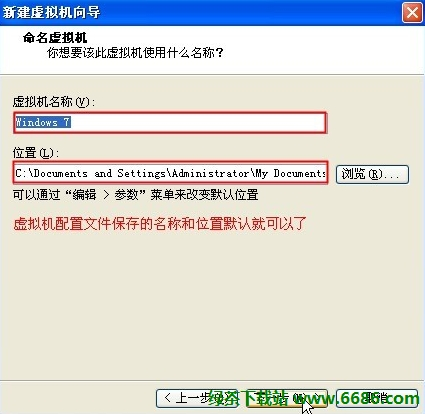 新建虚拟机向导
命名虚拟机
你想要该此虚拟机使用什么名称?
虚拟机名称(V):
Windows 7
位置(L):
C:\Documents and Settings\Administrator\My Documents
浏览(R)...
可以通过“编辑 > 参数”菜单来改变默认位置
虚拟机配置文件保存的名称和位置默认就可以了
< 上一步
取消
绿茶下载站 www.6686.com